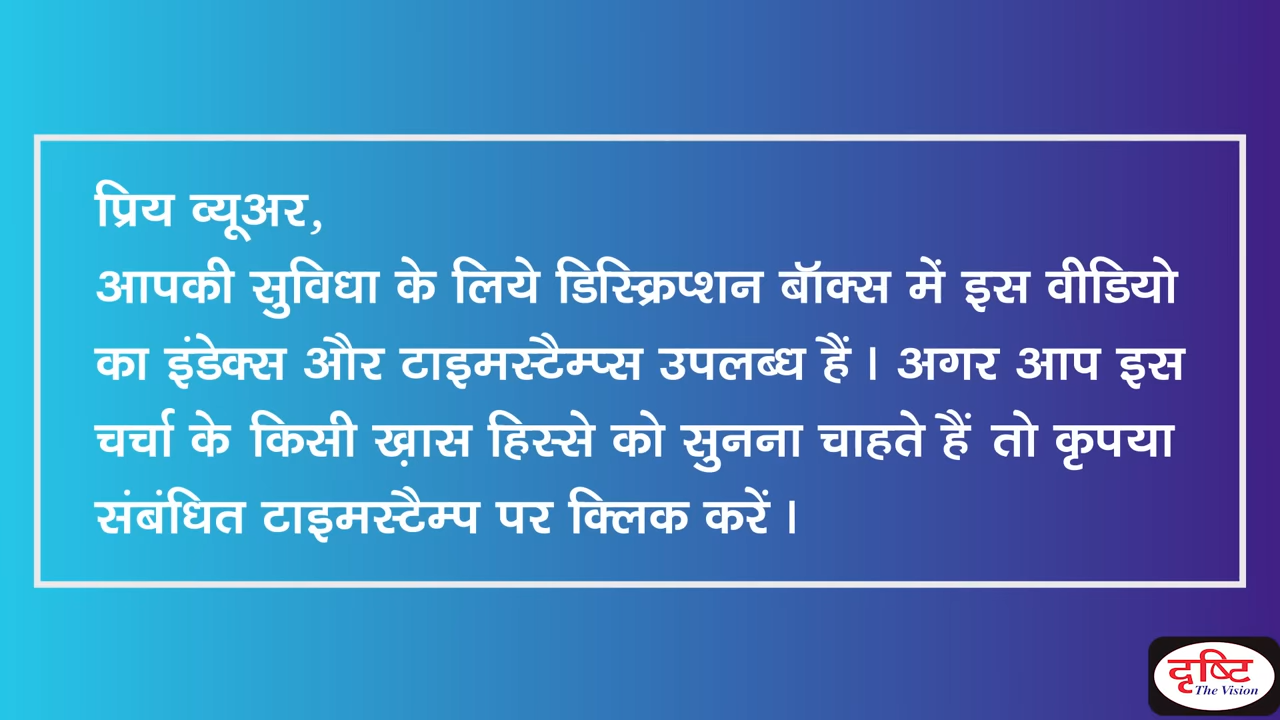 प्रिय व्यूअर,
आपकी सुविधा के लिये डिस्क्रिप्शन बॉक्स में इस वीडियो
का इंडेक्स और टाइमस्टैम्प्स उपलब्ध हैं। अगर आप इस
चर्चा के किसी ख़ास हिस्से को सुनना चाहते हैं तो कृपया
संबंधित टाइमस्टैम्प पर क्लिक करें।
दृष्टि
The Vision